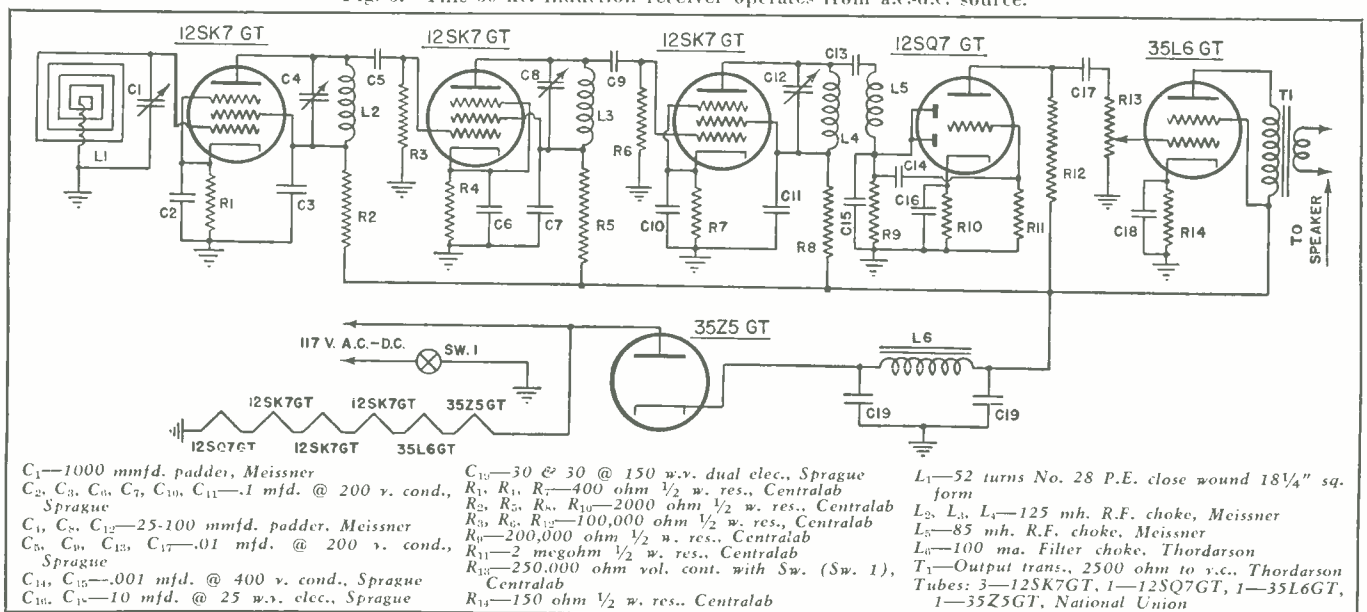 Fig. 8. This 30 kc. induction receiver operates from a.c.-d.c. source.
12SK7 GT
12SK7 GT
12SK7 GT
12SQ7 GT
35L6 GT
C1
L1
C2
R1
C3
C4
L2
R2
C5
R3
R4
C6
C7
C8
L3
R5
C9
R6
C10
R7
C11
C12
L4
R8
C13
L5
C14
C15
R9
C16
R10
R11
R12
C17
R13
C18
R14
T1
TO SPEAKER
117 V. A.C.-D.C.
SW. 1
35Z5 GT
L6
C19
C19
12SK7GT 12SK7GT 35Z5GT
12SQ7GT 12SK7GT 35L6GT
C1—1000 mmfd. padder, Meissner
C2, C3, C6, C7, C10, C11—.1 mfd. @ 200 v. cond., Sprague
C4, C8, C12—25-100 mmfd. padder, Meissner
C5, C9, C13, C17—.01 mfd. @ 200 v. cond., Sprague
C14, C15—.001 mfd. @ 400 v. cond., Sprague
C16, C18—10 mfd. @ 25 w.v. elec., Sprague
C19—30 & 30 @ 150 w.v. dual elec., Sprague
R1, R4, R7—400 ohm 1/2 w. res., Centralab
R2, R5, R8, R10—2000 ohm 1/2 w. res., Centralab
R3, R6, R12—100,000 ohm 1/2 w. res., Centralab
R9—200,000 ohm 1/2 w. res., Centralab
R11—2 megohm 1/2 w. res., Centralab
R13—250.000 ohm vol. cont. with Sw. (Sw. 1),
Centralab
R14—150 ohm 1/2 w. res.. Centralab
L1—52 turns No. 28 P.E. close wound 18 1/4" sq.
form
L2, L3, L4—125 mh. R.F. choke, Meissner
L5—85 mh. R.F. choke, Meissner
L6—100 ma. Filter choke, Thordarson
T1—Output trans., 2500 ohm to v.c., Thordarson
Tubes: 3—12SK7GT, 1—12SQ7GT, 1—35L6GT,
1—35Z5GT, National Union